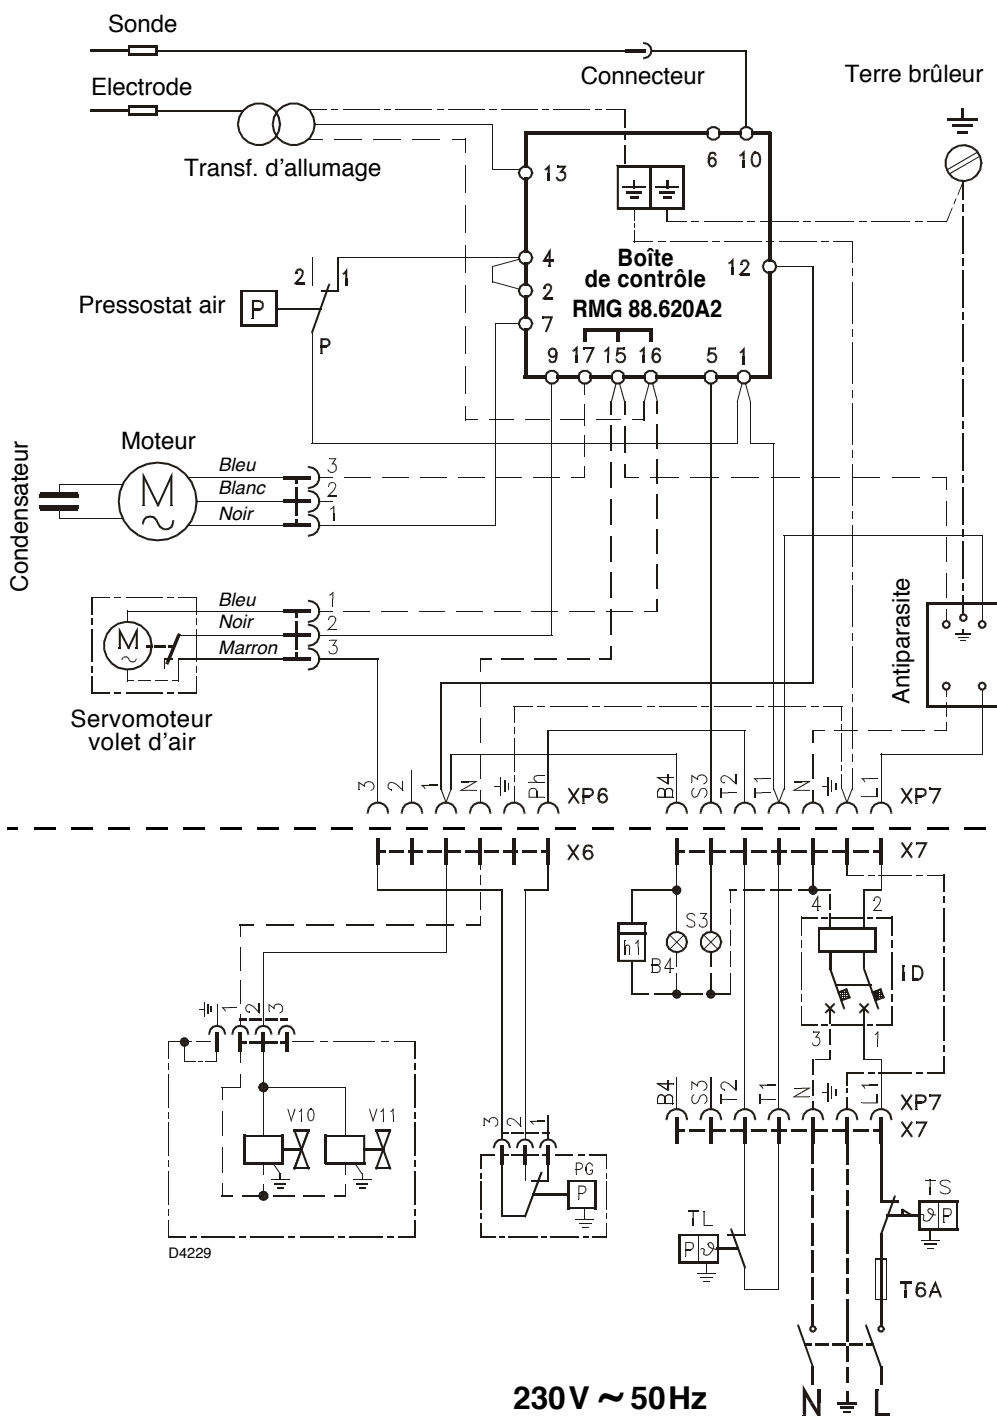 Sonde
Connecteur
Terre brûleur
Electrode
Transf. d'allumage
6 10
13
Boîte
de contrôle
RMG 88.620A2
4
2
7
12
9 17 15 16 5 1
2 1
Pressostat air
P
P
Moteur
Condensateur
M
Bleu
3
Blanc
2
Noir
1
Bleu
1
Noir
2
Marron
3
M
Servomoteur
volet d'air
Antiparasite
3 2 1 N Ph
XP6
B4 S3 T2 T1 N L1
XP7
X6
X7
4 2
h1
B4
S3
ID
3 1
1 2 3
V10
V11
D4229
3 2 1
PG
P
B4 S3 T2 T1 N L1
XP7
X7
TL
P ϑ
TS
ϑ P
T6A
230V ~ 50Hz
N L